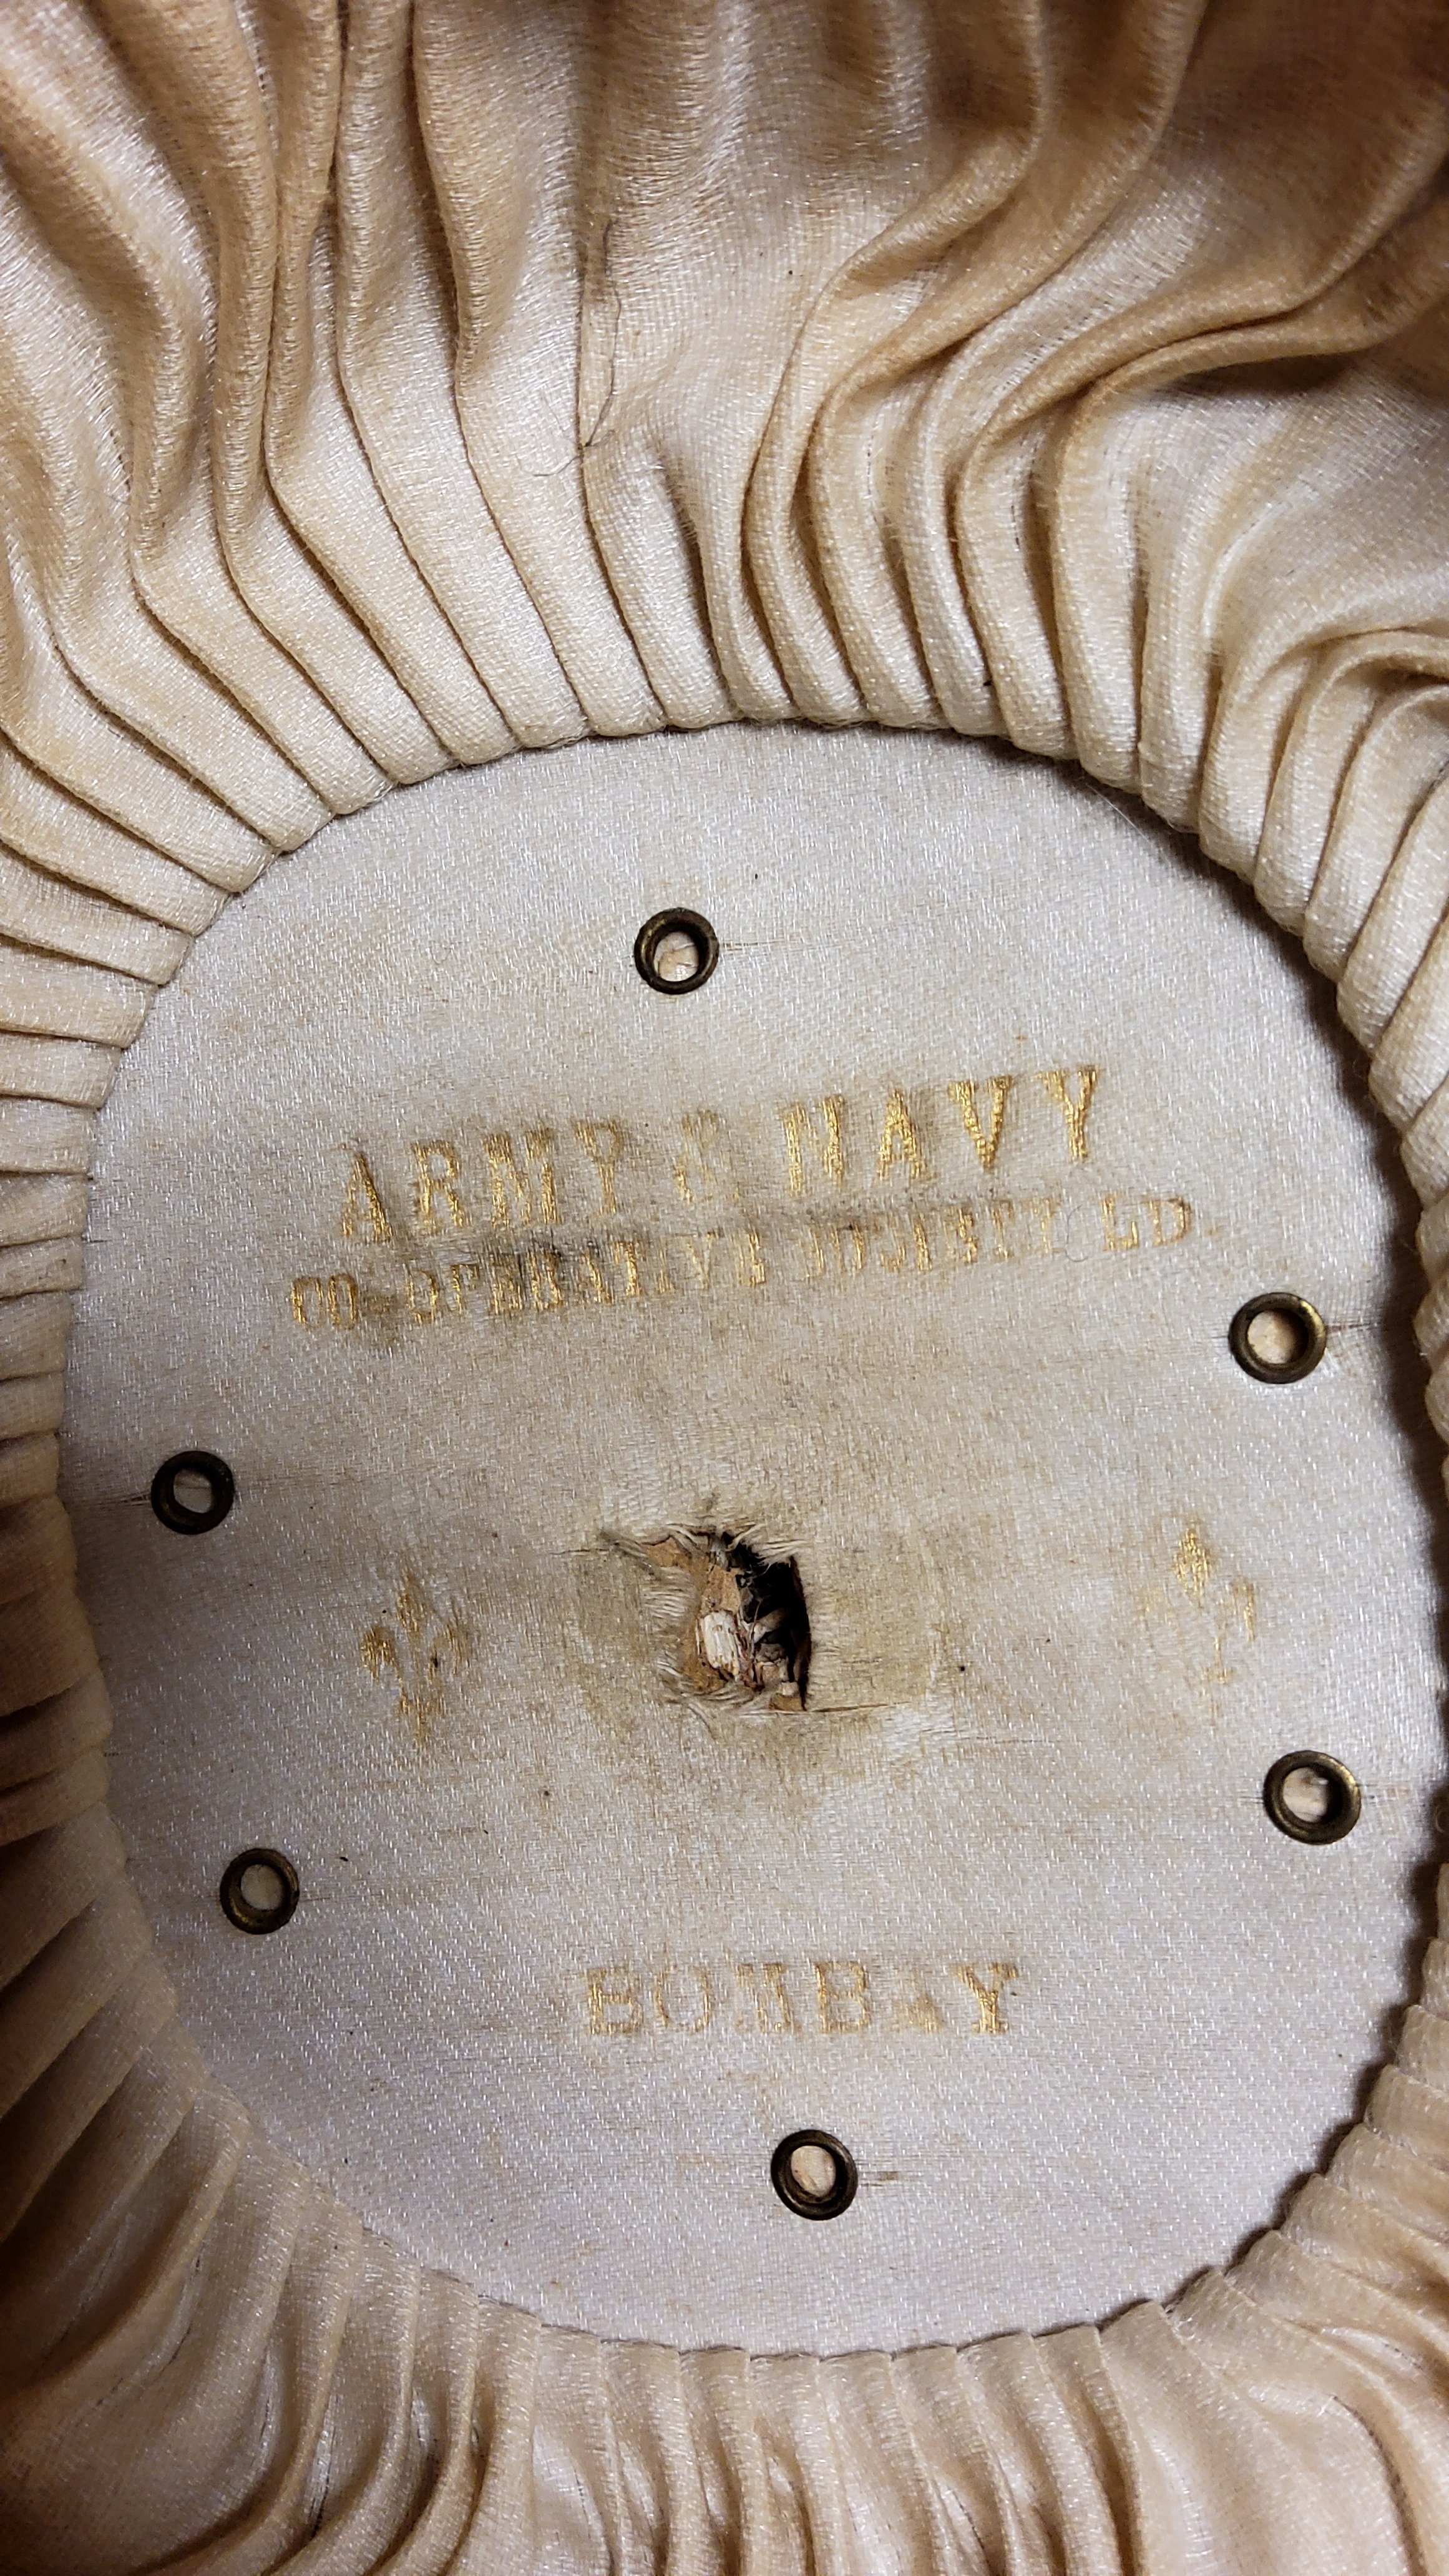 ARMY & NAVY
CO-OPERATIVE SOCIETY LD.
BOMBAY